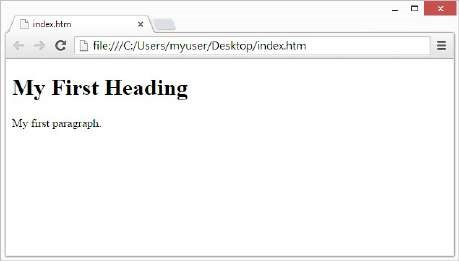 index.htm
file:///C:/Users/myuser/Desktop/index.htm
My First Heading
My first paragraph.